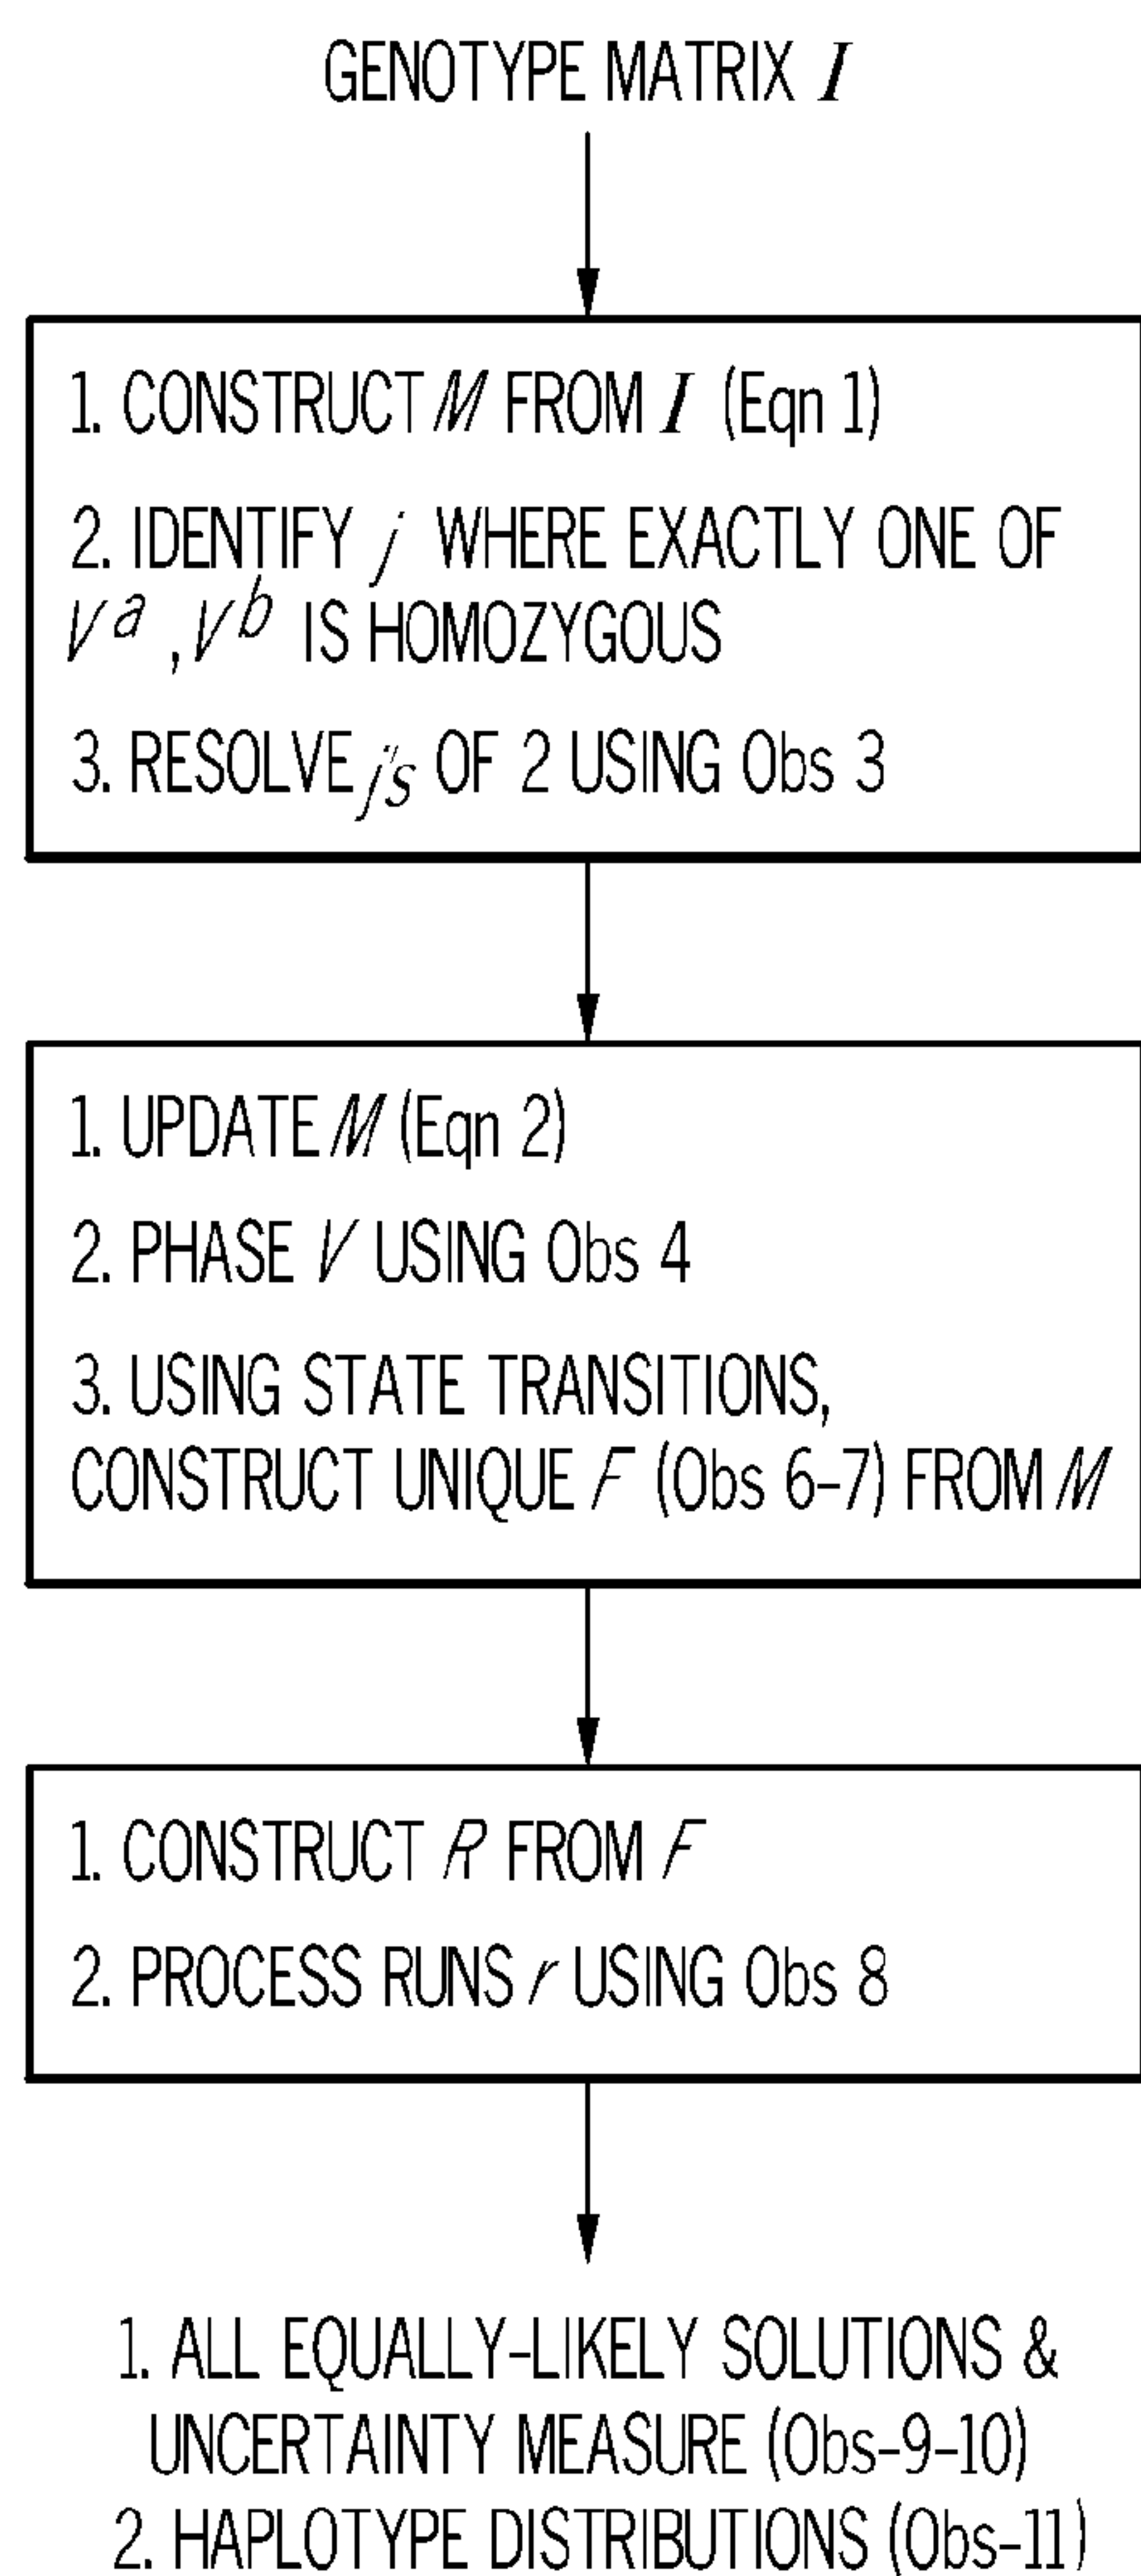 GENOTYPE MATRIX I
1. CONSTRUCT M FROM I (Eqn 1)
2. IDENTIFY j WHERE EXACTLY ONE OF
V^a, V^b IS HOMOZYGOUS
3. RESOLVE j's OF 2 USING Obs 3
1. UPDATE M (Eqn 2)
2. PHASE V USING Obs 4
3. USING STATE TRANSITIONS,
CONSTRUCT UNIQUE F (Obs 6-7) FROM M
1. CONSTRUCT R FROM F
2. PROCESS RUNS r USING Obs 8
1. ALL EQUALLY-LIKELY SOLUTIONS &
UNCERTAINTY MEASURE (Obs-9-10)
2. HAPLOTYPE DISTRIBUTIONS (Obs-11)